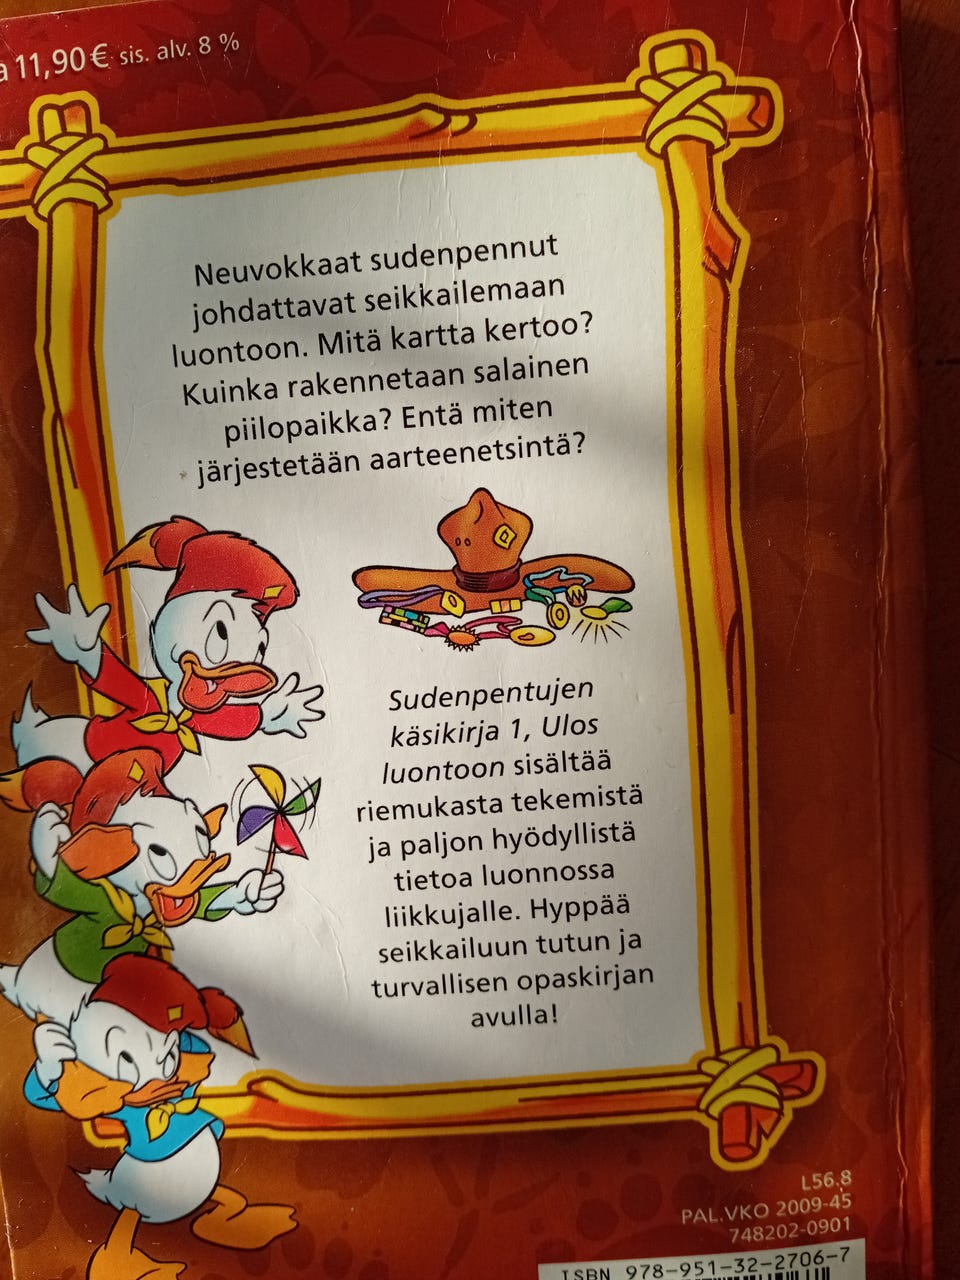 a 11,90 € sis. alv. 8 %
Neuvokkaat sudenpennut
johdattavat seikkailemaan
luontoon. Mitä kartta kertoo?
Kuinka rakennetaan salainen
piilopaikka? Entä miten
järjestetään aarteenetsintä?
Sudenpentujen
käsikirja 1, Ulos
luontoon sisältää
riemukasta tekemistä
ja paljon hyödyllistä
tietoa luonnossa
liikkujalle. Hyppää
seikkailuun tutun ja
turvallisen opaskirjan
avulla!
L56.8
PAL.VKO 2009-45
748202-0901
ISBN 978-951-32-2706-7